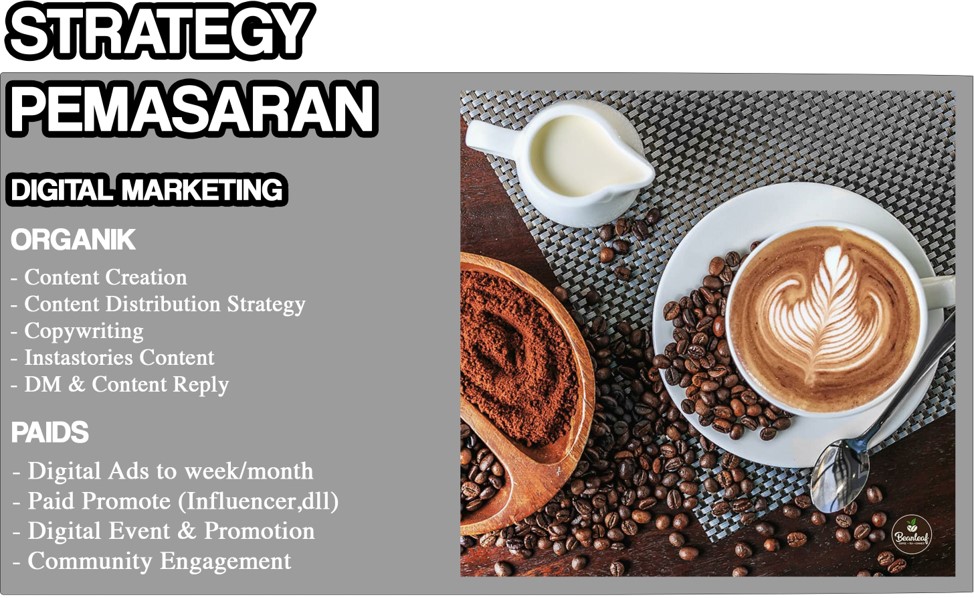 STRATEGY
PEMASARAN
DIGITAL MARKETING
ORGANIK
- Content Creation
- Content Distribution Strategy
- Copywriting
- Instastories Content
- DM & Content Reply
PAIDS
- Digital Ads to week/month
- Paid Promote (Influencer,dll)
- Digital Event & Promotion
- Community Engagement
Beanleaf